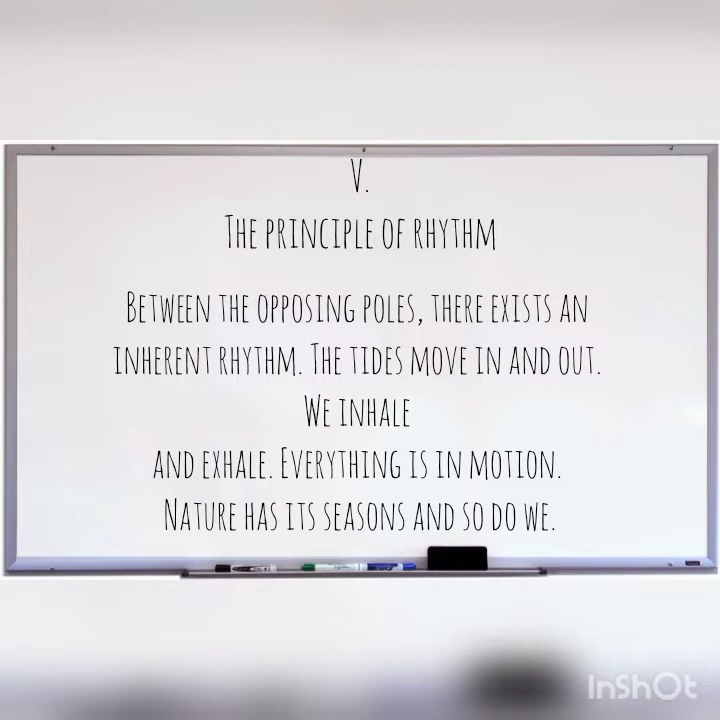 V.
The principle of rhythm
Between the opposing poles, there exists an
inherent rhythm. The tides move in and out.
We inhale
and exhale. Everything is in motion.
Nature has its seasons and so do we.
InShOt